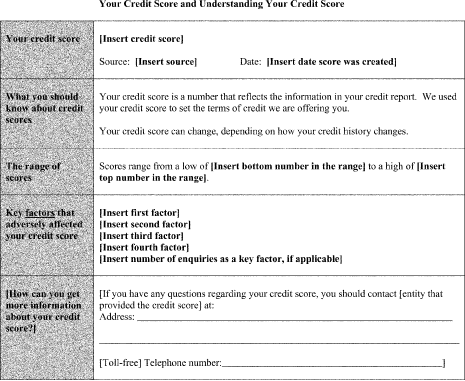 Your Credit Score and Understanding Your Credit Score
Your credit score
[Insert credit score]
Source: [Insert source] Date: [Insert date score was created]
What you should
know about credit
scores
Your credit score is a number that reflects the information in your credit report. We used
your credit score to set the terms of credit we are offering you.
Your credit score can change, depending on how your credit history changes.
The range of
scores
Scores range from a low of [Insert bottom number in the range] to a high of [Insert
top number in the range].
Key factors that
adversely affected
your credit score
[Insert first factor]
[Insert second factor]
[Insert third factor]
[Insert fourth factor]
[Insert number of enquiries as a key factor, if applicable]
[How can you get
more information
about your credit
score?]
[If you have any questions regarding your credit score, you should contact [entity that
provided the credit score] at:
Address: ______________________________
______________________________
[Toll-free] Telephone number:______________________________]